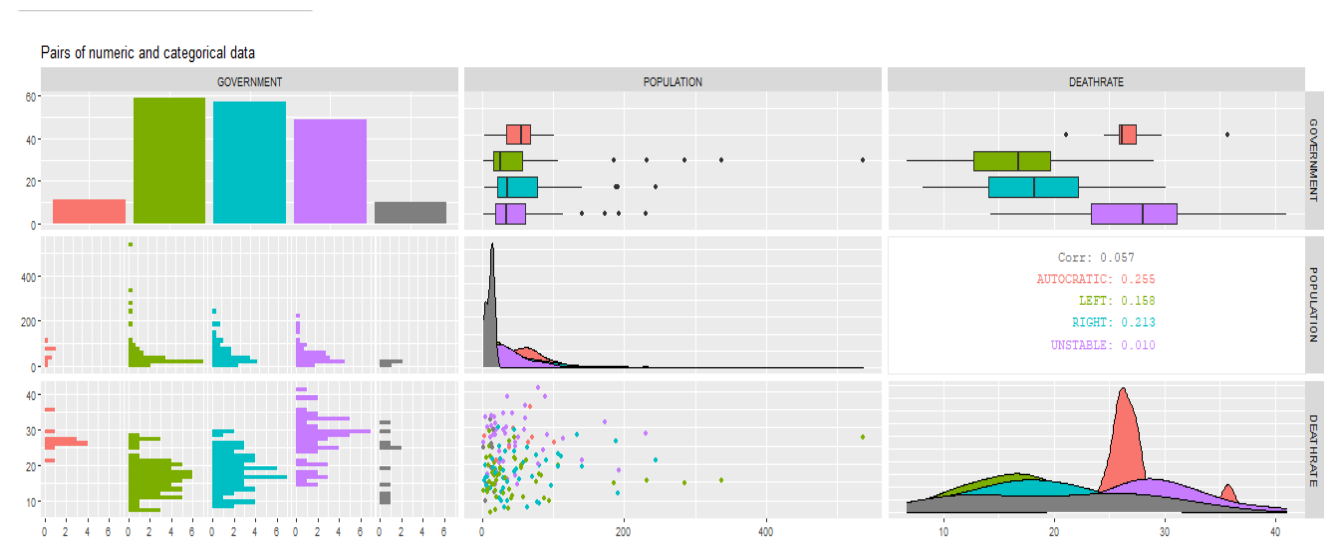 Pairs of numeric and categorical data
GOVERNMENT POPULATION DEATHRATE
60
40
20
0
GOVERNMENT
400
200
0
Corr: 0.057
AUTOCRATIC: 0.255
LEFT: 0.158
RIGHT: 0.213
UNSTABLE: 0.010
POPULATION
40
30
20
10
DEATHRATE
0 2 4 6 0 2 4 6 0 2 4 6 0 2 4 6 0 2 4 6 0 200 400 10 20 30 40